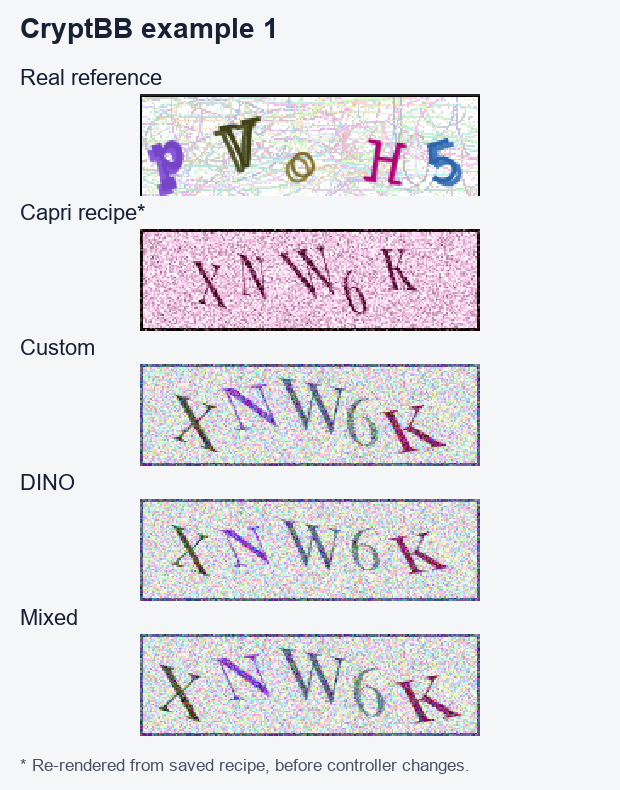 CryptBB example 1
Real reference
p V o H 5
Capri recipe*
X N W 6 K
Custom
X N W 6 K
DINO
X N W 6 K
Mixed
X N W 6 K
* Re-rendered from saved recipe, before controller changes.